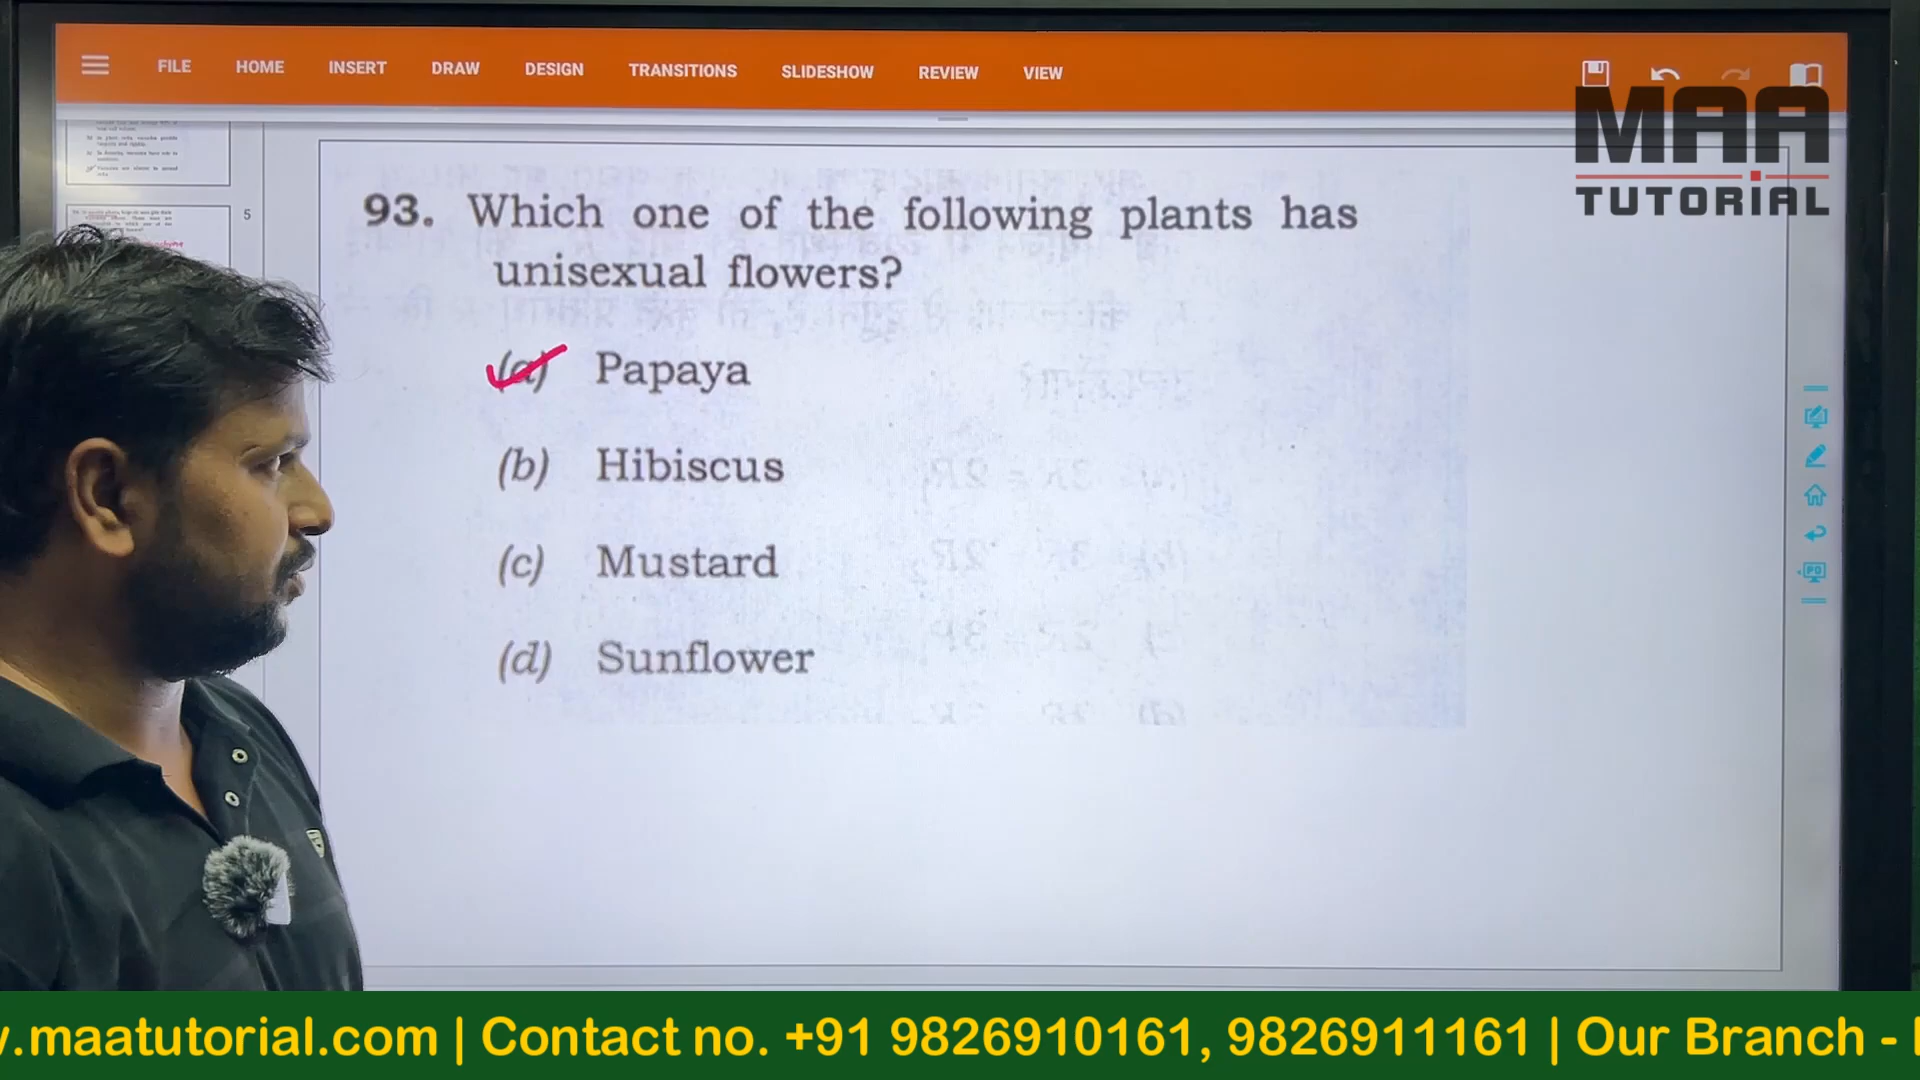 FILE HOME INSERT DRAW DESIGN TRANSITIONS SLIDESHOW REVIEW VIEW
MAA
TUTORIAL
5
93. Which one of the following plants has
unisexual flowers?
(a) Papaya
(b) Hibiscus
(c) Mustard
(d) Sunflower
.maatutorial.com | Contact no. +91 9826910161, 9826911161 | Our Branch -